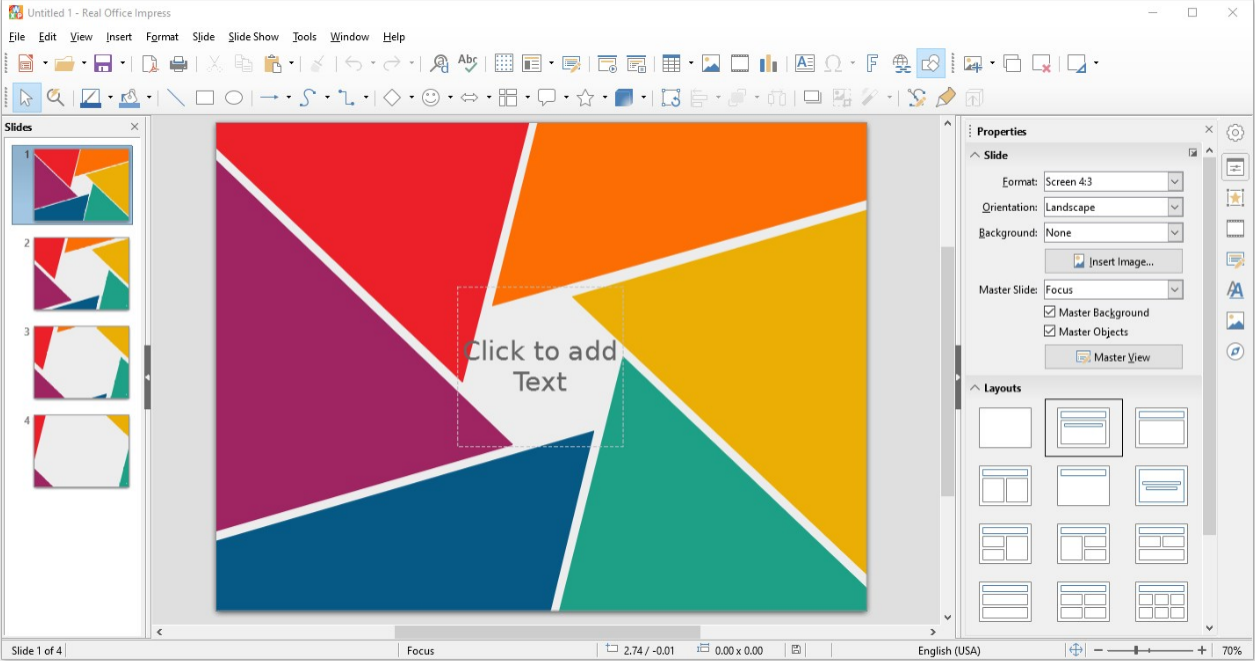 Untitled 1 - Real Office Impress
File Edit View Insert Format Slide Slide Show Tools Window Help
Slides
1
2
3
4
Click to add
Text
Properties
Slide
Format: Screen 4:3
Orientation: Landscape
Background: None
Insert Image...
Master Slide: Focus
Master Background
Master Objects
Master View
Layouts
Slide 1 of 4
Focus
2.74 / -0.01
0.00 x 0.00
English (USA)
70%